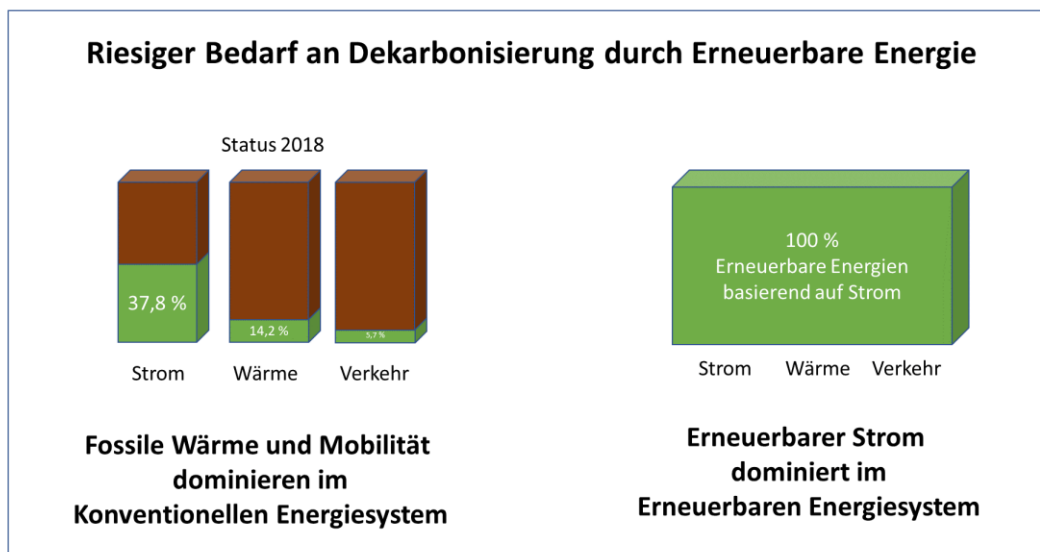 Riesiger Bedarf an Dekarbonisierung durch Erneuerbare Energie
Status 2018
37,8 %
14,2 %
5,7 %
Strom
Wärme
Verkehr
Fossile Wärme und Mobilität
dominieren im
Konventionellen Energiesystem
100 %
Erneuerbare Energien
basierend auf Strom
Strom
Wärme
Verkehr
Erneuerbarer Strom
dominiert im
Erneuerbaren Energiesystem